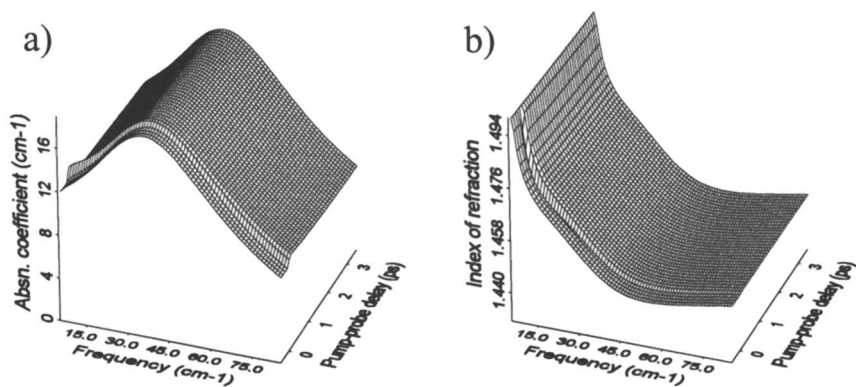 a)
Absn. coefficient (cm-1)
16
12
8
4
0
15.0 30.0 45.0 60.0 75.0
Frequency (cm-1)
0 1 2 3
Pump-probe delay (ps)
b)
Index of refraction
1.494
1.476
1.458
1.440
15.0 30.0 45.0 60.0 75.0
Frequency (cm-1)
0 1 2 3
Pump-probe delay (ps)